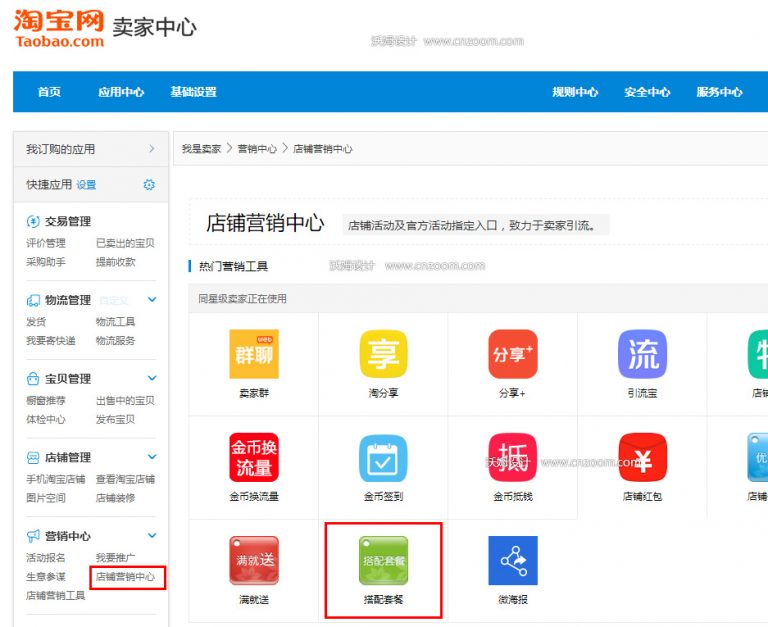 淘宝网
Taobao.com
卖家中心
沃姆设计 www.cnzoom.com
首页 应用中心 基础设置 规则中心 安全中心 服务中心
我订购的应用
我是卖家 > 营销中心 > 店铺营销中心
快捷应用 设置
交易管理
评价管理 已卖出的宝贝
采购助手 提前收款
物流管理 自定义
发货 物流工具
我要寄快递 物流服务
宝贝管理
橱窗推荐 出售中的宝贝
体检中心 发布宝贝
店铺管理
手机淘宝店铺 查看淘宝店铺
图片空间 店铺装修
营销中心
活动报名 我要推广
生意参谋 店铺营销中心
店铺营销工具
店铺营销中心 店铺活动及官方活动指定入口，致力于卖家引流。
热门营销工具 沃姆设计 www.cnzoom.com
同星级卖家正在使用
WEB
群聊 享 分享+ 流
卖家群 淘分享 分享+ 引流宝 店铺
金币换
流量 抵 ¥ 优
沃姆设计 www.cnzoom.com
金币换流量 金币签到 金币抵钱 店铺红包 店铺
满就送 搭配套餐
满就送 搭配套餐 微海报